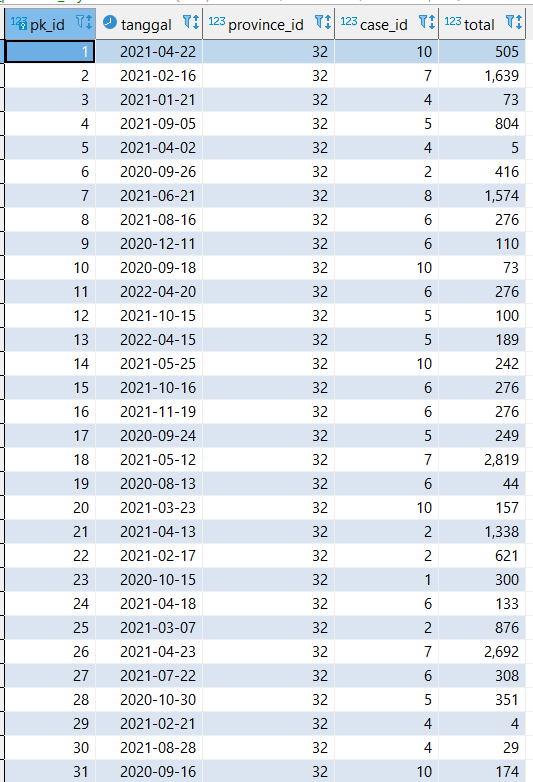 123 pk_id tanggal 123 province_id 123 case_id 123 total
1 2021-04-22 32 10 505
2 2021-02-16 32 7 1,639
3 2021-01-21 32 4 73
4 2021-09-05 32 5 804
5 2021-04-02 32 4 5
6 2020-09-26 32 2 416
7 2021-06-21 32 8 1,574
8 2021-08-16 32 6 276
9 2020-12-11 32 6 110
10 2020-09-18 32 10 73
11 2022-04-20 32 6 276
12 2021-10-15 32 5 100
13 2022-04-15 32 5 189
14 2021-05-25 32 10 242
15 2021-10-16 32 6 276
16 2021-11-19 32 6 276
17 2020-09-24 32 5 249
18 2021-05-12 32 7 2,819
19 2020-08-13 32 6 44
20 2021-03-23 32 10 157
21 2021-04-13 32 2 1,338
22 2021-02-17 32 2 621
23 2020-10-15 32 1 300
24 2021-04-18 32 6 133
25 2021-03-07 32 2 876
26 2021-04-23 32 7 2,692
27 2021-07-22 32 6 308
28 2020-10-30 32 5 351
29 2021-02-21 32 4 4
30 2021-08-28 32 4 29
31 2020-09-16 32 10 174